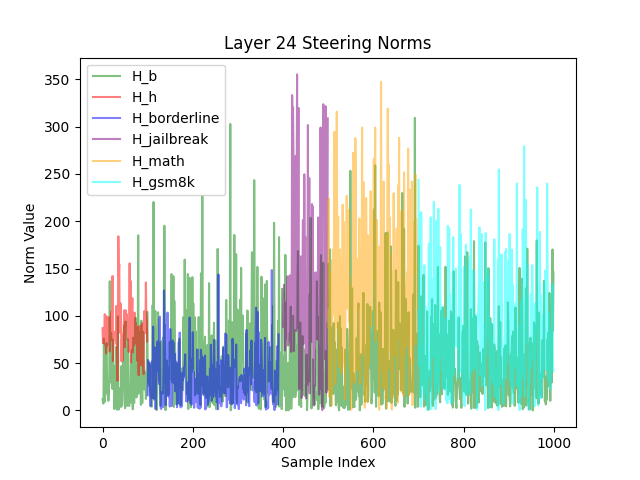 Layer 24 Steering Norms
H_b
H_h
H_borderline
H_jailbreak
H_math
H_gsm8k
Norm Value
350
300
250
200
150
100
50
0
0
200
400
600
800
1000
Sample Index